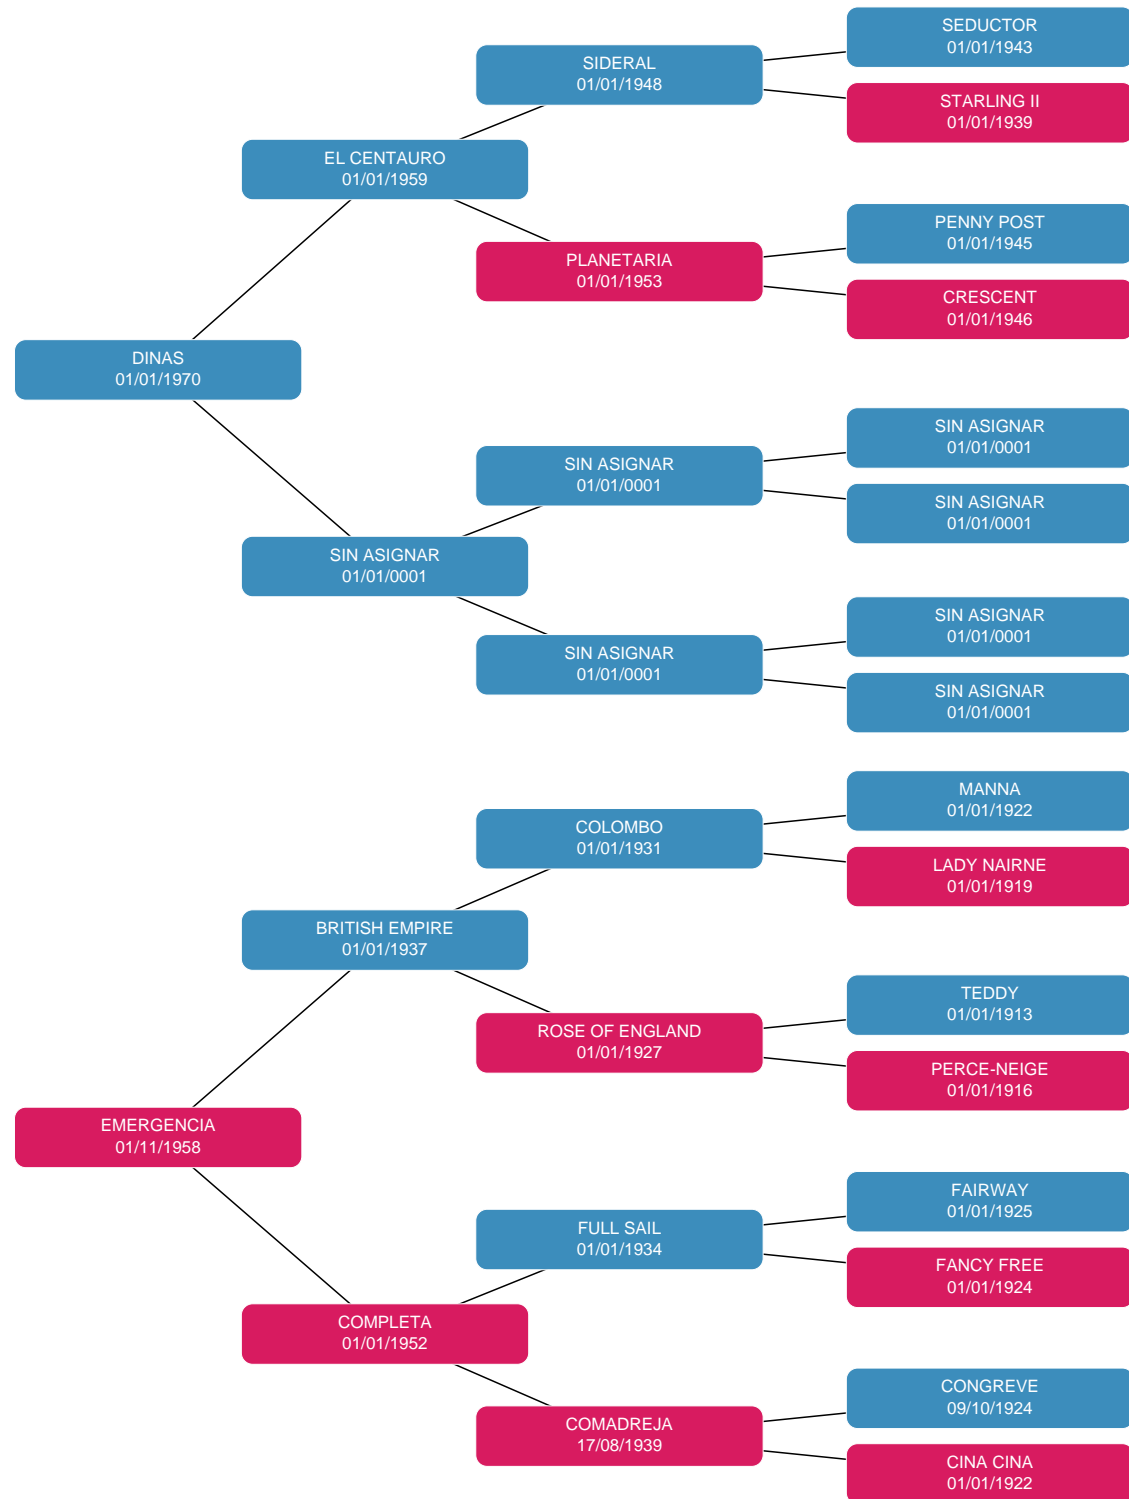 SEDUCTOR
01/01/1943
SIDERAL
01/01/1948
STARLING II
01/01/1939
EL CENTAURO
01/01/1959
PENNY POST
01/01/1945
PLANETARIA
01/01/1953
CRESCENT
01/01/1946
DINAS
01/01/1970
SIN ASIGNAR
01/01/0001
SIN ASIGNAR
01/01/0001
SIN ASIGNAR
01/01/0001
SIN ASIGNAR
01/01/0001
SIN ASIGNAR
01/01/0001
SIN ASIGNAR
01/01/0001
SIN ASIGNAR
01/01/0001
MANNA
01/01/1922
COLOMBO
01/01/1931
LADY NAIRNE
01/01/1919
BRITISH EMPIRE
01/01/1937
TEDDY
01/01/1913
ROSE OF ENGLAND
01/01/1927
PERCE-NEIGE
01/01/1916
EMERGENCIA
01/11/1958
FAIRWAY
01/01/1925
FULL SAIL
01/01/1934
FANCY FREE
01/01/1924
COMPLETA
01/01/1952
CONGREVE
09/10/1924
COMADREJA
17/08/1939
CINA CINA
01/01/1922